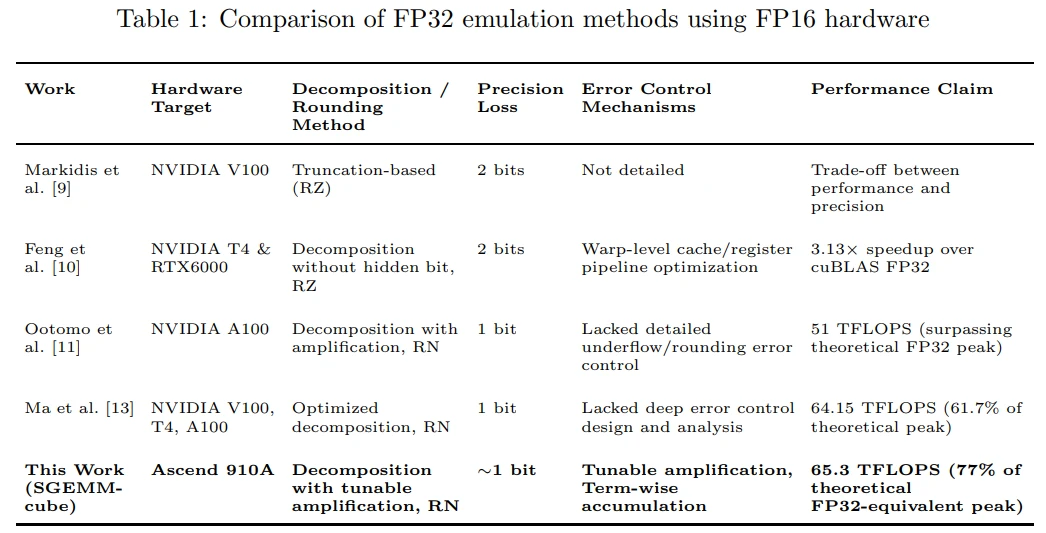 Table 1: Comparison of FP32 emulation methods using FP16 hardware
Work Hardware Target Decomposition / Rounding Method Precision Loss Error Control Mechanisms Performance Claim
Markidis et al. [9] NVIDIA V100 Truncation-based (RZ) 2 bits Not detailed Trade-off between performance and precision
Feng et al. [10] NVIDIA T4 & RTX6000 Decomposition without hidden bit, RZ 2 bits Warp-level cache/register pipeline optimization 3.13× speedup over cuBLAS FP32
Ootomo et al. [11] NVIDIA A100 Decomposition with amplification, RN 1 bit Lacked detailed underflow/rounding error control 51 TFLOPS (surpassing theoretical FP32 peak)
Ma et al. [13] NVIDIA V100, T4, A100 Optimized decomposition, RN 1 bit Lacked deep error control design and analysis 64.15 TFLOPS (61.7% of theoretical peak)
This Work (SGEMM-cube) Ascend 910A Decomposition with tunable amplification, RN ∼1 bit Tunable amplification, Term-wise accumulation 65.3 TFLOPS (77% of theoretical FP32-equivalent peak)